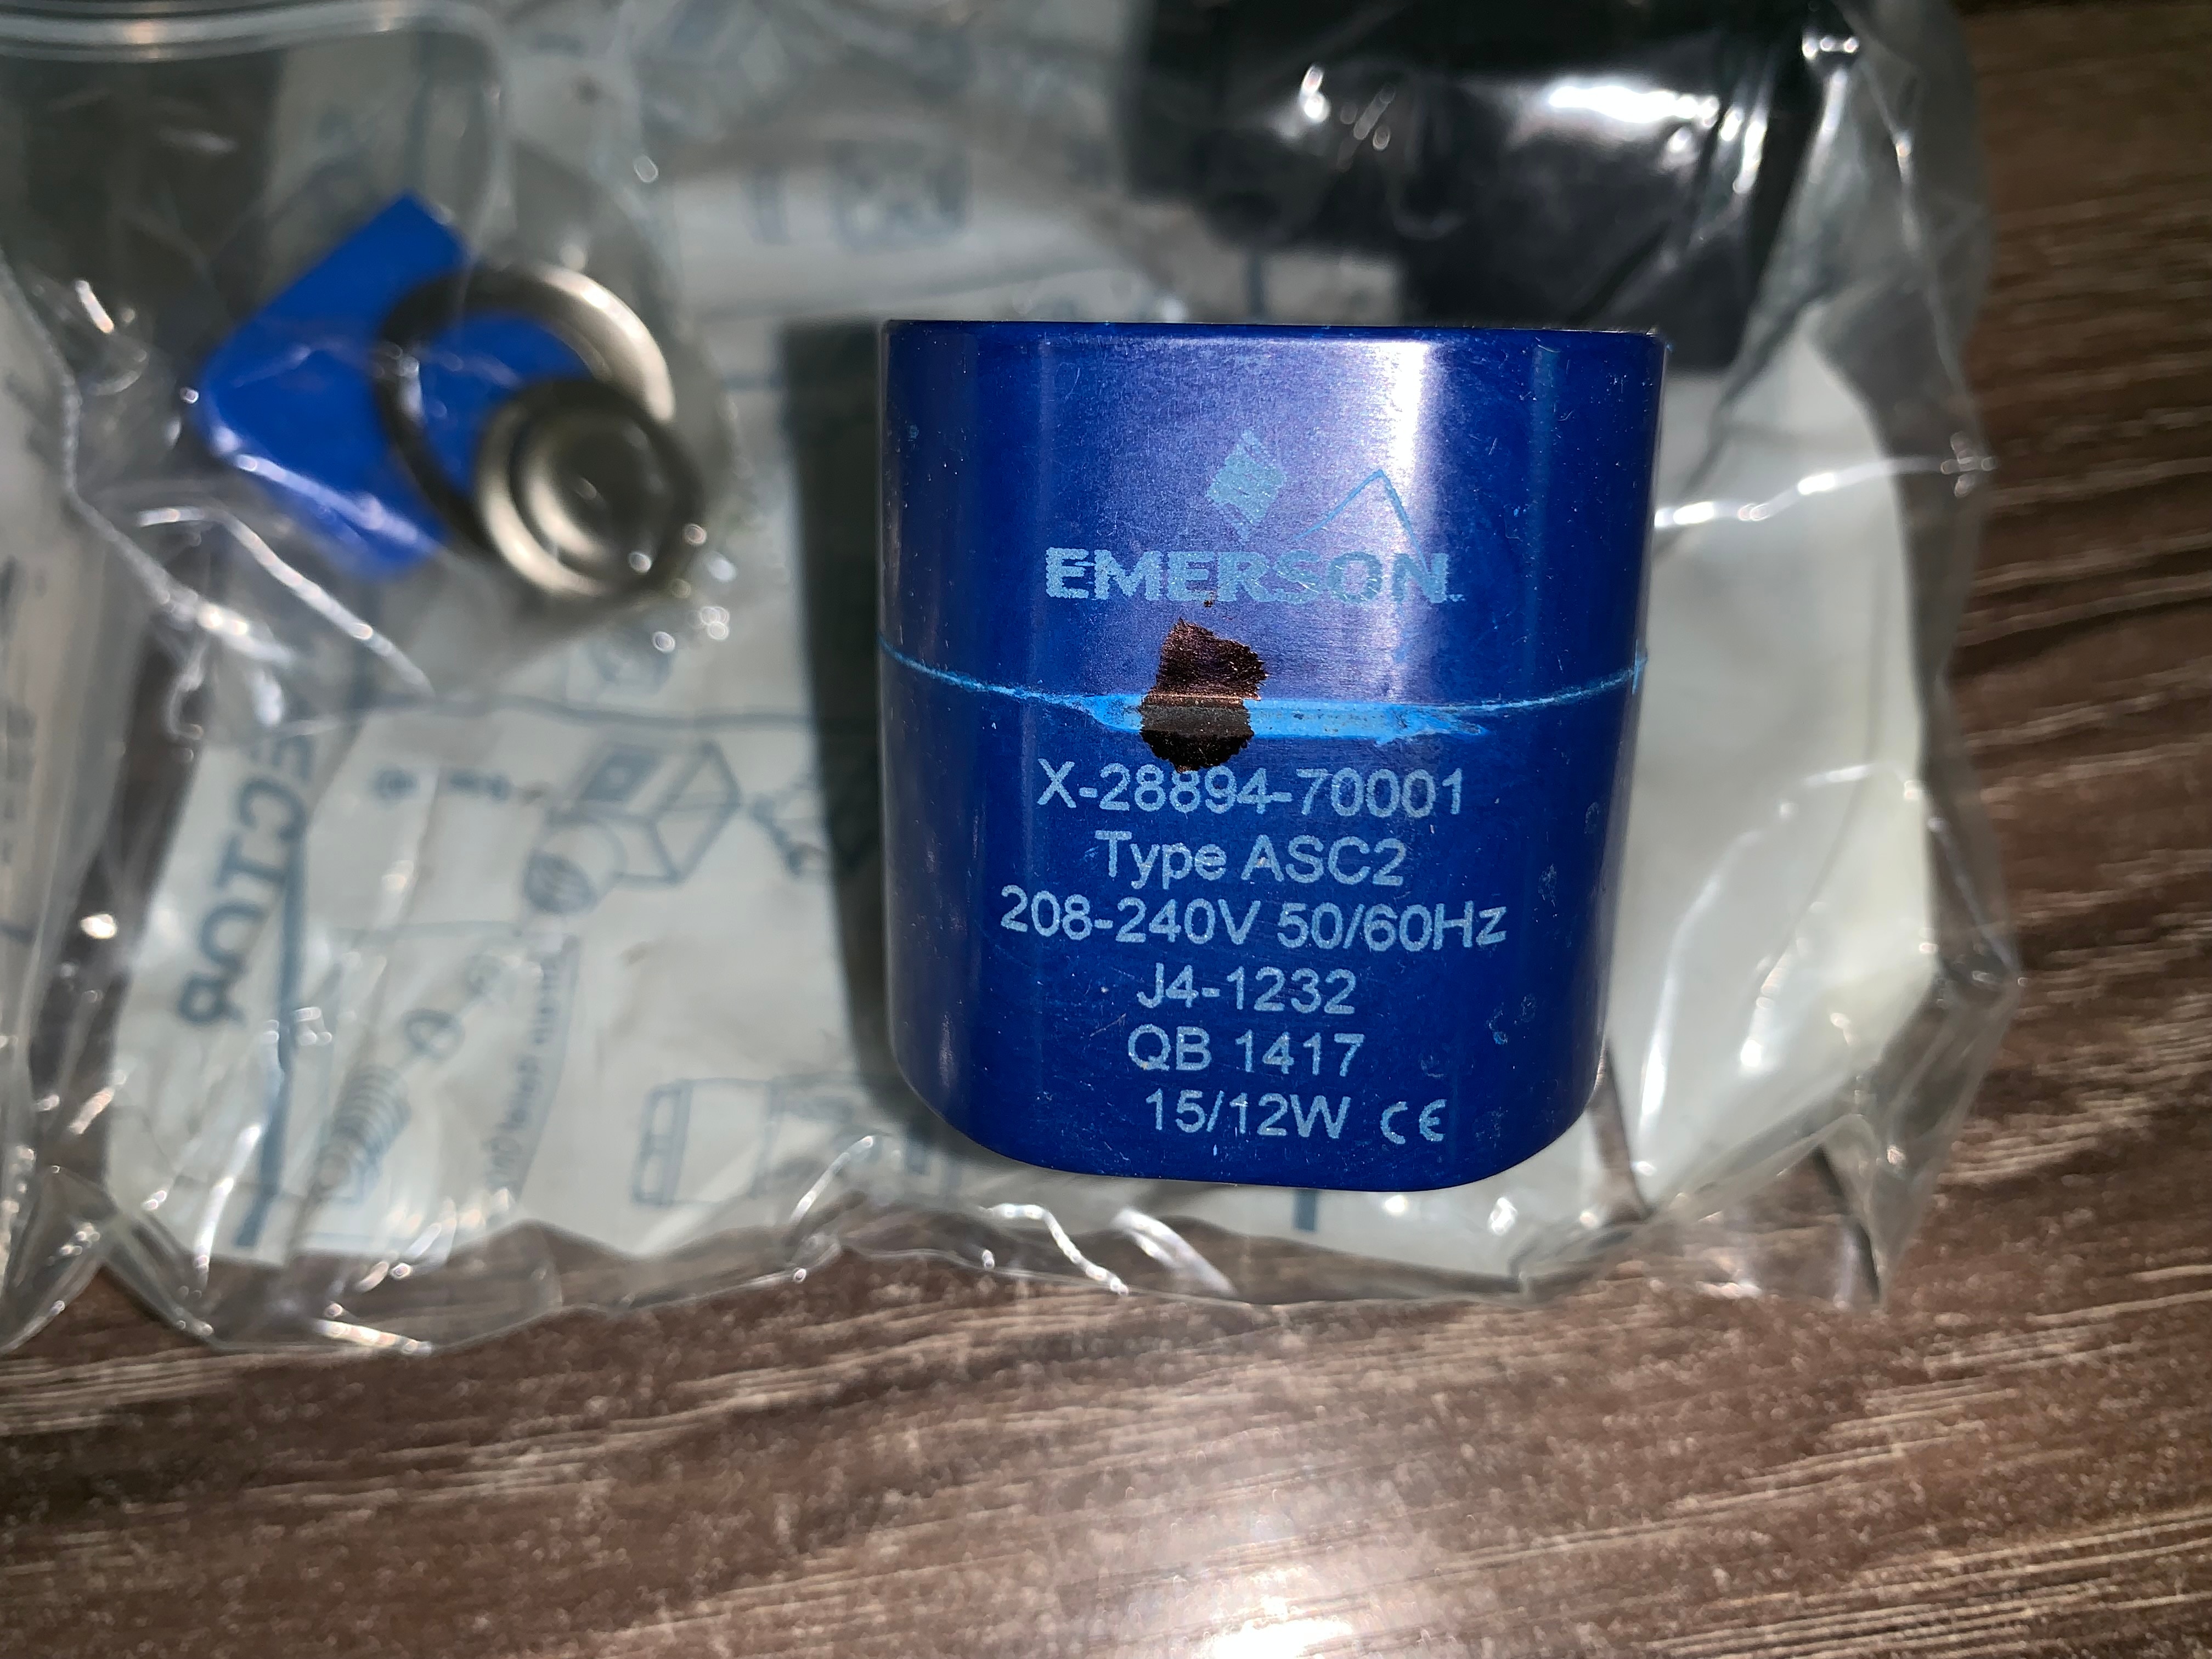 EMERSON
X-28894-70001
Type ASC2
208-240V 50/60Hz
J4-1232
QB 1417
15/12W CE